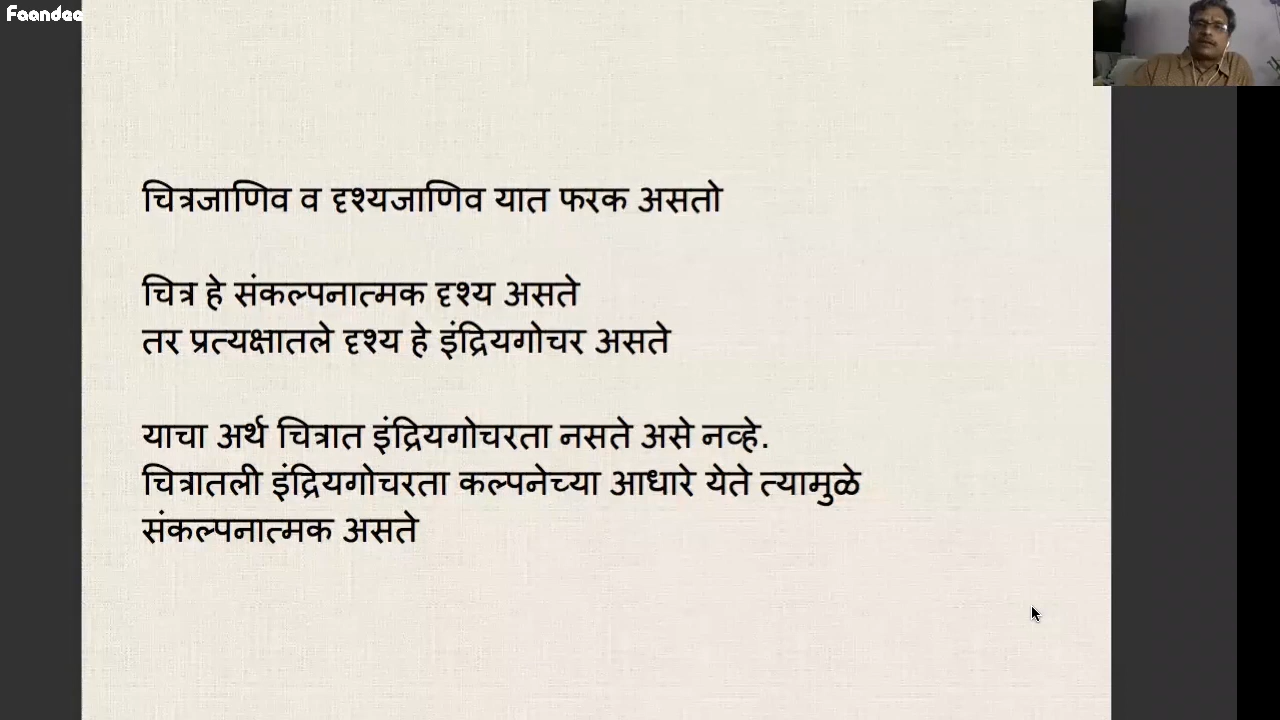 Faandee
चित्रजाणिव व दृश्यजाणिव यात फरक असतो
चित्र हे संकल्पनात्मक दृश्य असते
तर प्रत्यक्षातले दृश्य हे इंद्रियगोचर असते
याचा अर्थ चित्रात इंद्रियगोचरता नसते असे नव्हे.
चित्रातली इंद्रियगोचरता कल्पनेच्या आधारे येते त्यामुळे
संकल्पनात्मक असते